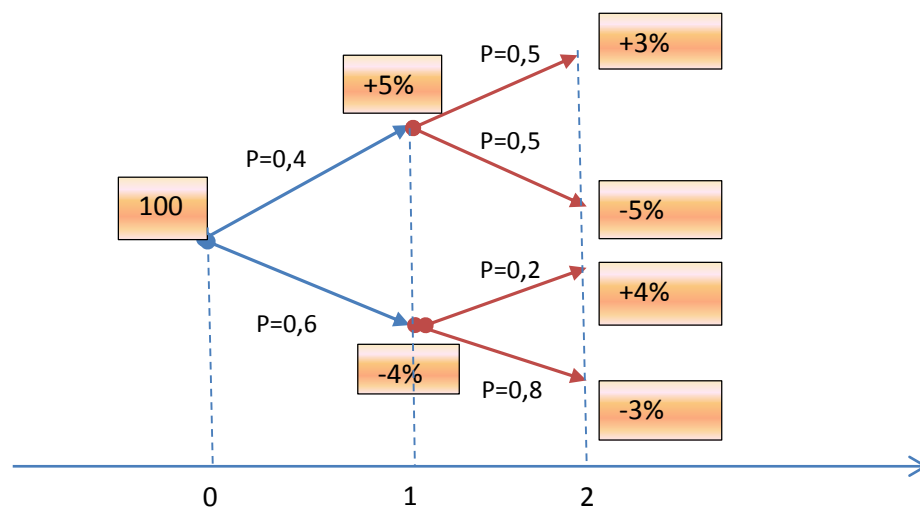 +3%
P=0,5
+5%
P=0,5
P=0,4
100
-5%
P=0,2
+4%
P=0,6
-4%
P=0,8
-3%
0
1
2